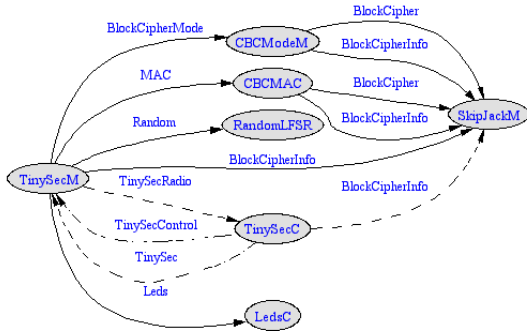 BlockCipher
BlockCipherMode
CBCModeM
BlockCipherInfo
MAC
CBCMAC
BlockCipher
SkipJackM
Random
RandomLFSR
BlockCipherInfo
BlockCipherInfo
TinySecM
TinySecRadio
BlockCipherInfo
TinySecControl
TinySecC
TinySec
Leds
LedsC